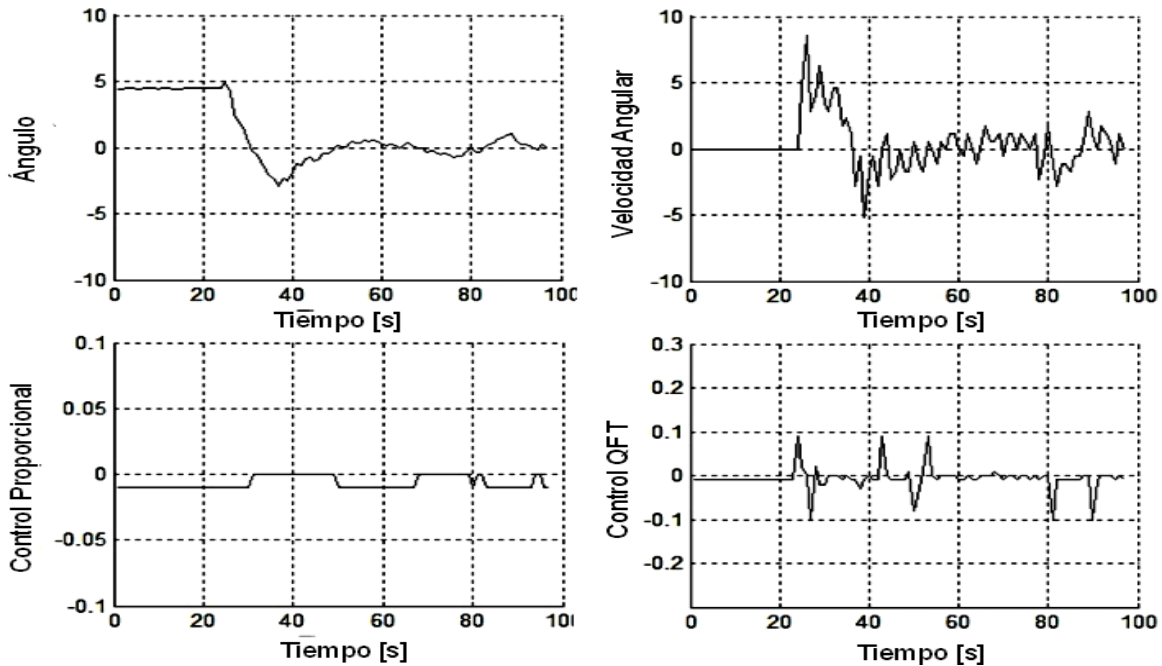 Ángulo
10
5
0
-5
-10
0 20 40 60 80 100
Tiempo [s]
Velocidad Angular
10
5
0
-5
-10
0 20 40 60 80 100
Tiempo [s]
Control Proporcional
0.1
0.05
0
-0.05
-0.1
0 20 40 60 80 100
Tiempo [s]
Control QFT
0.3
0.2
0.1
0
-0.1
-0.2
0 20 40 60 80 100
Tiempo [s]